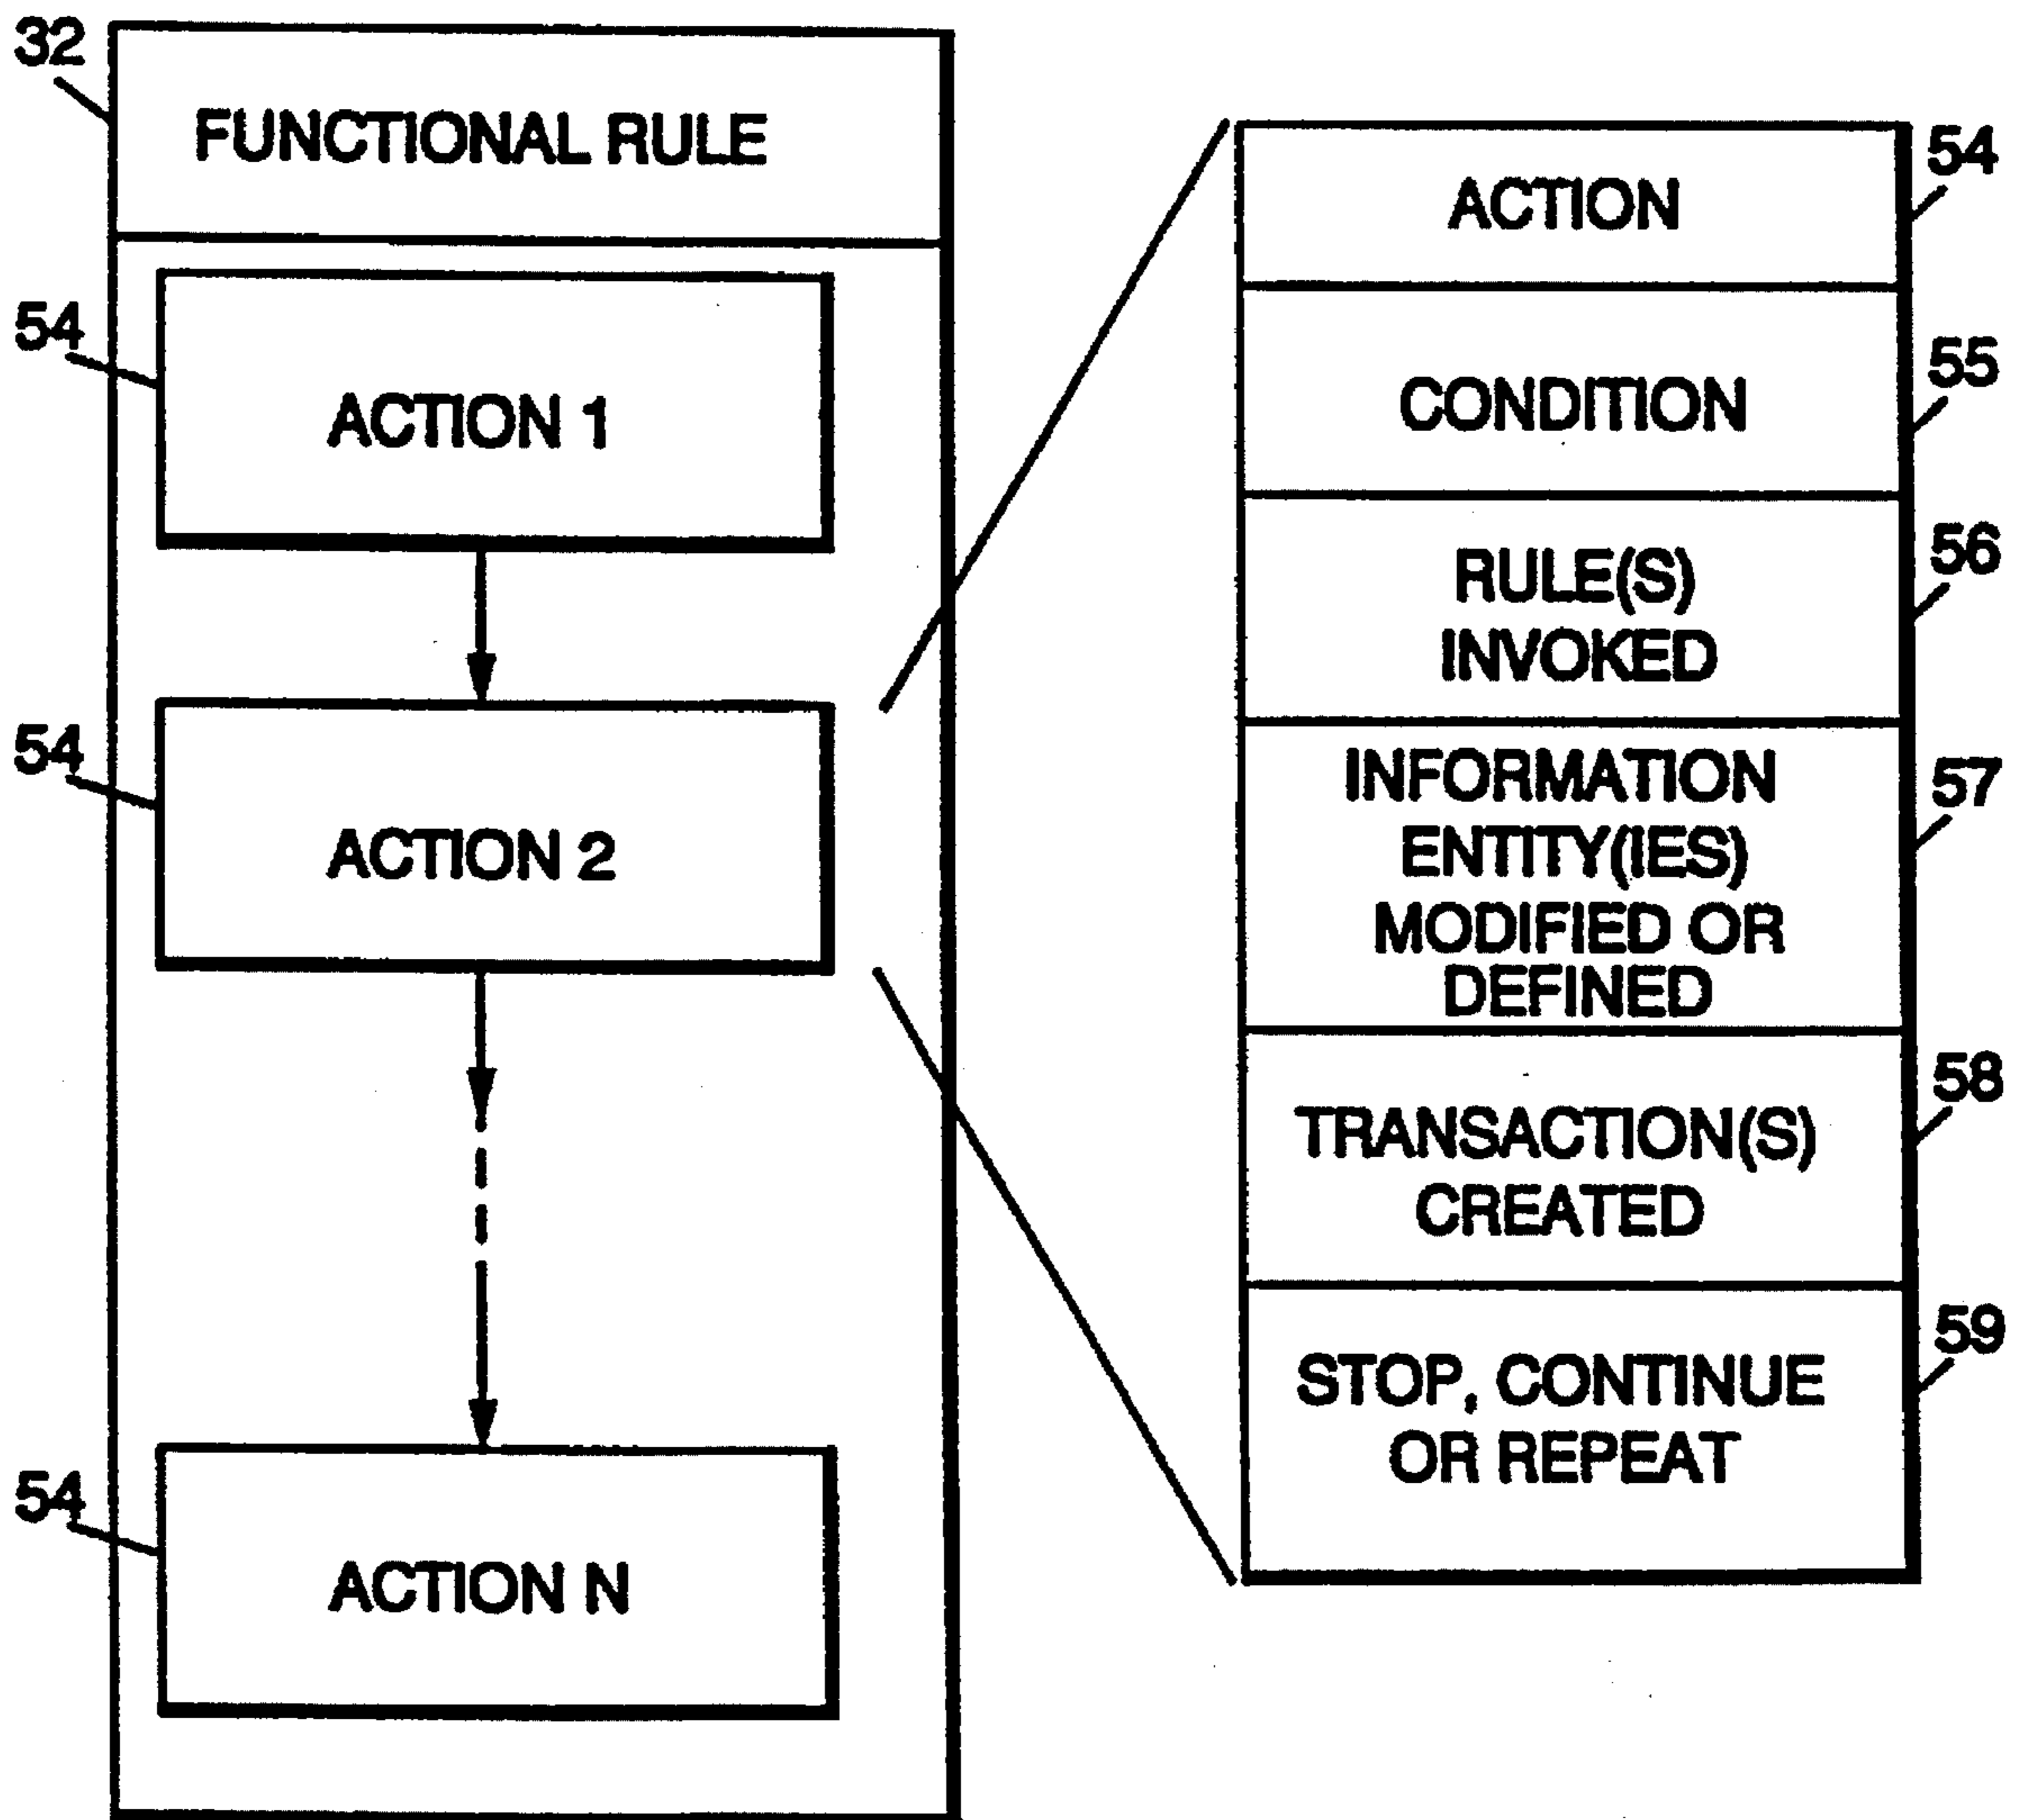 32
FUNCTIONAL RULE
54
ACTION 1
54
ACTION 2
54
ACTION N
ACTION
54
CONDITION
55
RULE(S)
INVOKED
56
INFORMATION
ENTITY(IES)
MODIFIED OR
DEFINED
57
TRANSACTION(S)
CREATED
58
STOP, CONTINUE
OR REPEAT
59